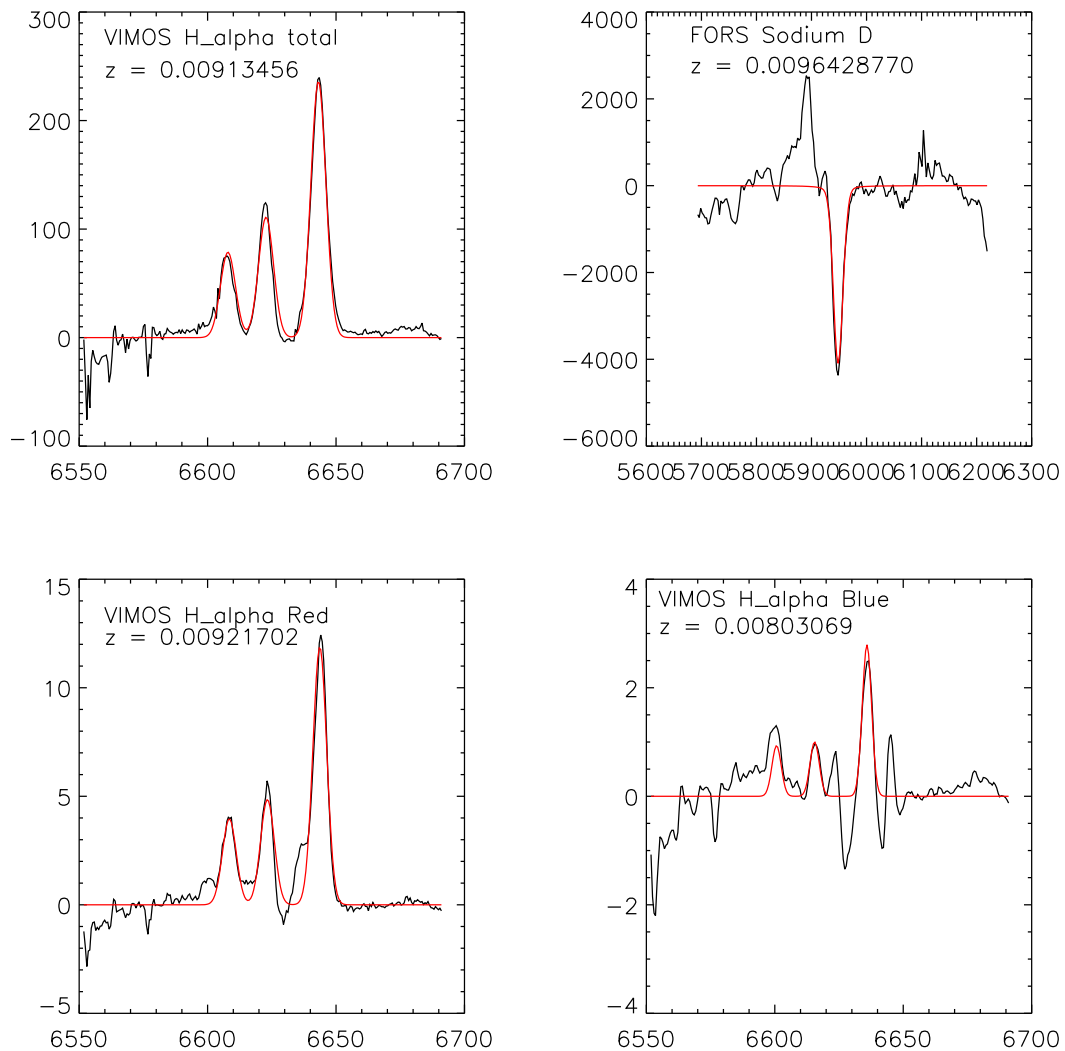 VIMOS H_alpha total
z = 0.00913456
300
200
100
0
−100
6550 6600 6650 6700
FORS Sodium D
z = 0.0096428770
4000
2000
0
−2000
−4000
−6000
5600 5700 5800 5900 6000 6100 6200 6300
VIMOS H_alpha Red
z = 0.00921702
15
10
5
0
−5
6550 6600 6650 6700
VIMOS H_alpha Blue
z = 0.00803069
4
2
0
−2
−4
6550 6600 6650 6700